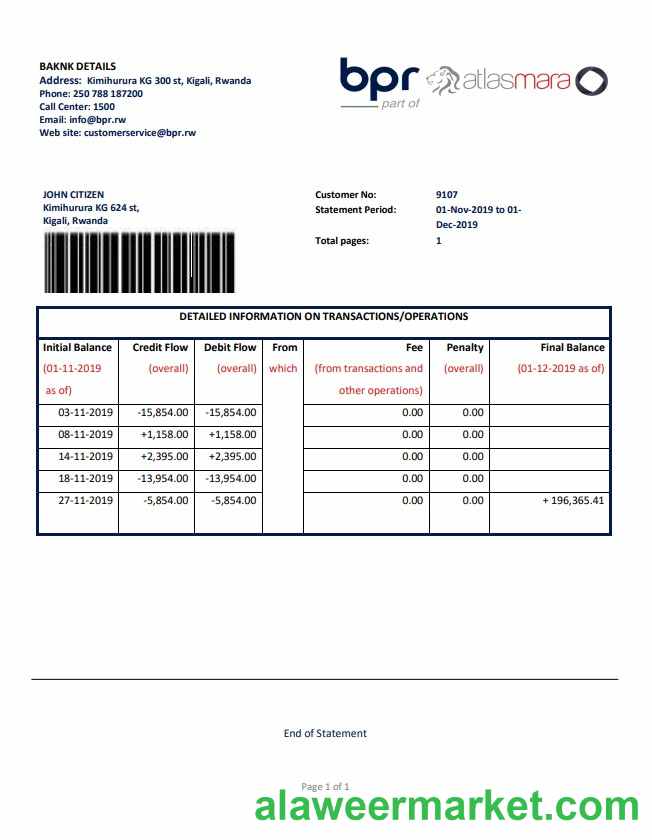 BAKNK DETAILS
Address: Kimihurura KG 300 st, Kigali, Rwanda
Phone: 250 788 187200
Call Center: 1500
Email: info@bpr.rw
Web site: customerservice@bpr.rw
bpr atlasmara
part of
JOHN CITIZEN
Kimihurura KG 624 st,
Kigali, Rwanda
Customer No: 9107
Statement Period: 01-Nov-2019 to 01-
Dec-2019
Total pages: 1
DETAILED INFORMATION ON TRANSACTIONS/OPERATIONS
Initial Balance Credit Flow Debit Flow From Fee Penalty Final Balance
(01-11-2019 (overall) (overall) which (from transactions and (overall) (01-12-2019 as of)
as of) other operations)
03-11-2019 -15,854.00 -15,854.00 0.00 0.00
08-11-2019 +1,158.00 +1,158.00 0.00 0.00
14-11-2019 +2,395.00 +2,395.00 0.00 0.00
18-11-2019 -13,954.00 -13,954.00 0.00 0.00
27-11-2019 -5,854.00 -5,854.00 0.00 0.00 + 196,365.41
End of Statement
Page 1 of 1
alaweermarket.com